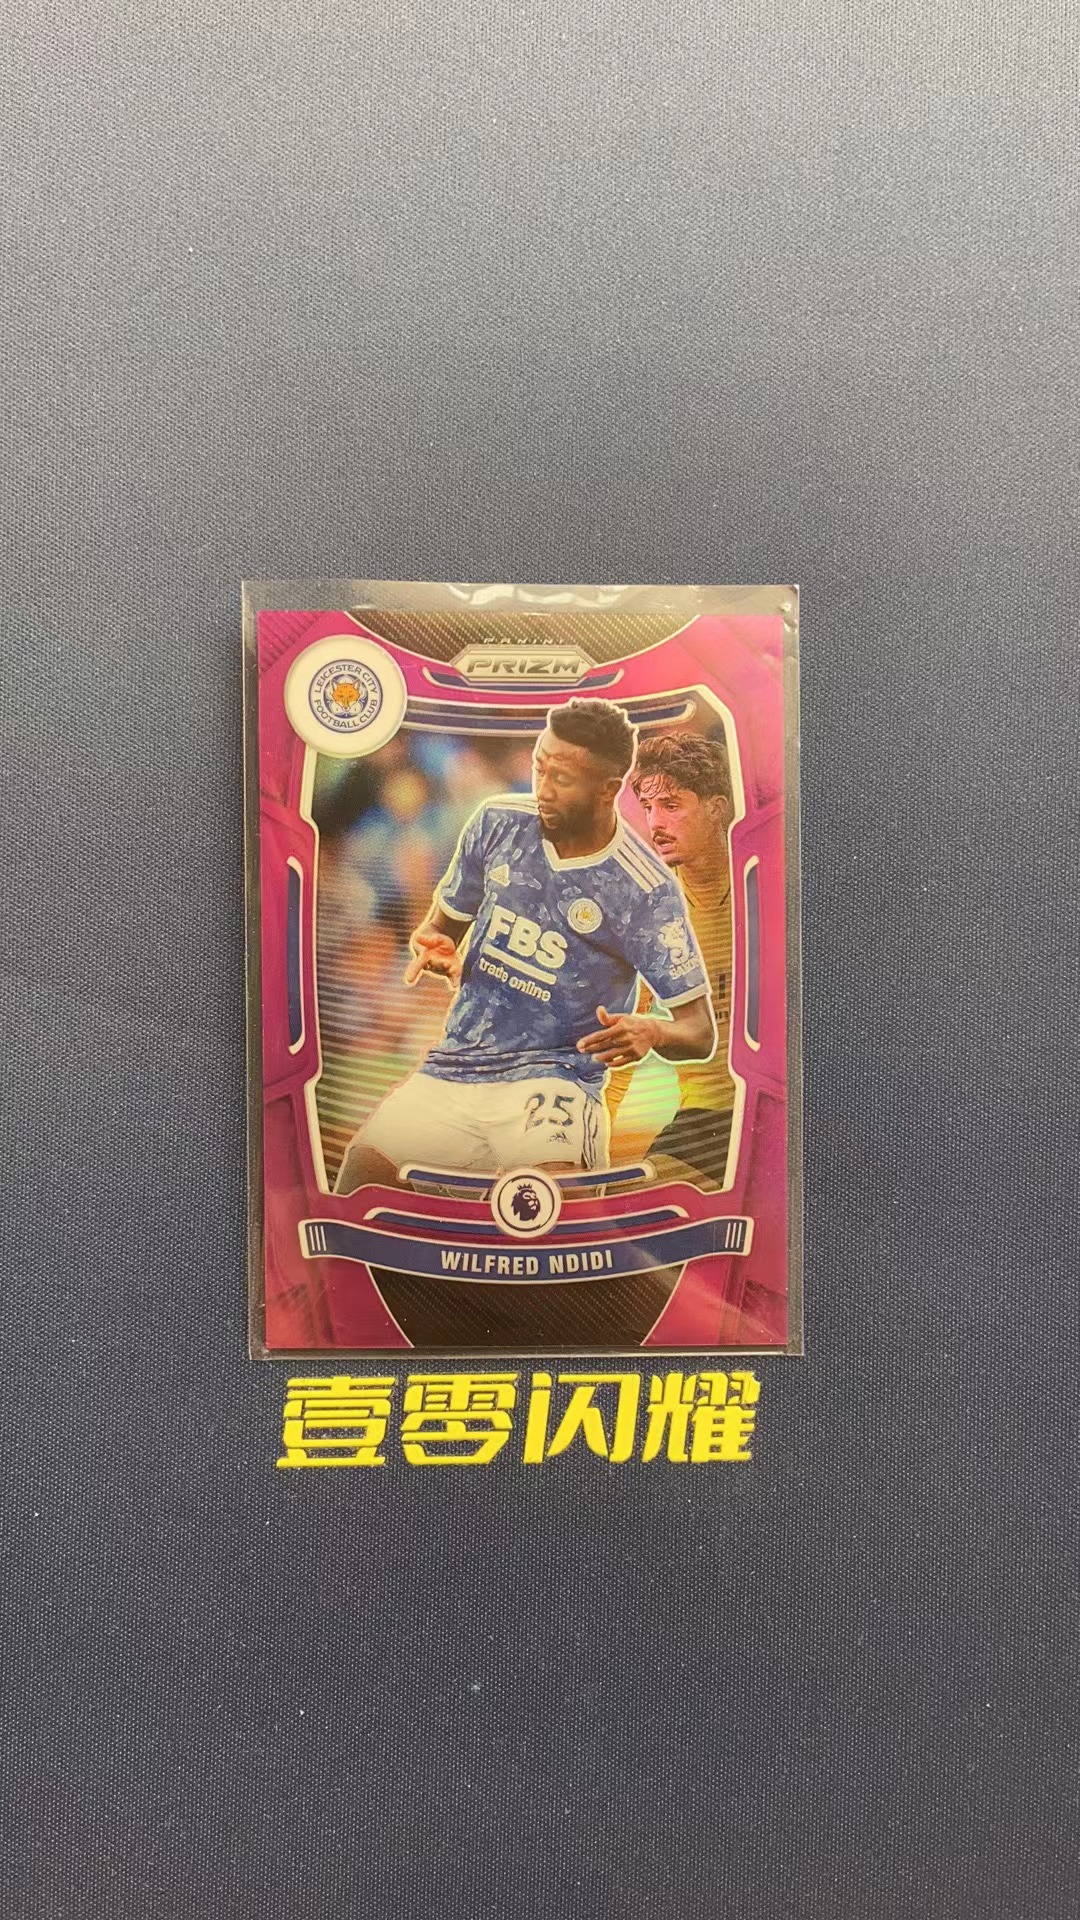 PANINI
PRIZM
LEICESTER CITY
FOOTBALL CLUB
FBS
trade online
25
WILFRED NDIDI
壹零闪耀